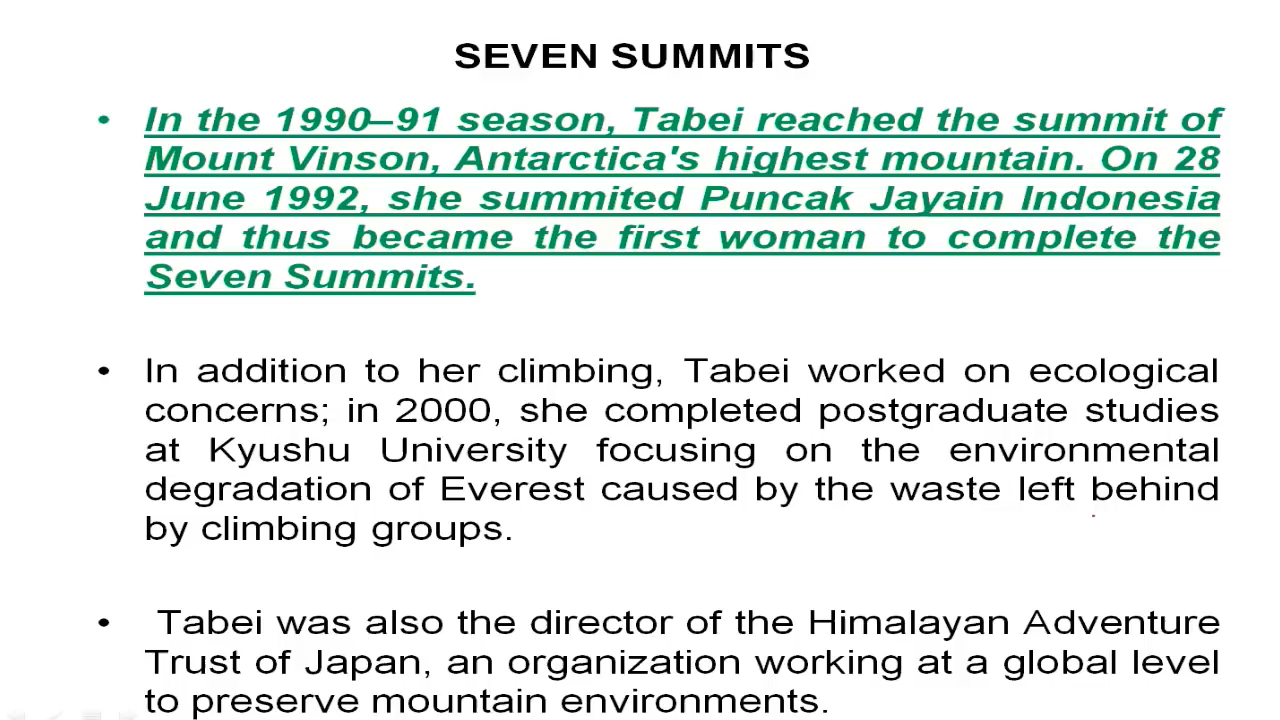 SEVEN SUMMITS
• In the 1990–91 season, Tabei reached the summit of
Mount Vinson, Antarctica's highest mountain. On 28
June 1992, she summited Puncak Jayain Indonesia
and thus became the first woman to complete the
Seven Summits.
• In addition to her climbing, Tabei worked on ecological
concerns; in 2000, she completed postgraduate studies
at Kyushu University focusing on the environmental
degradation of Everest caused by the waste left behind
by climbing groups.
• Tabei was also the director of the Himalayan Adventure
Trust of Japan, an organization working at a global level
to preserve mountain environments.